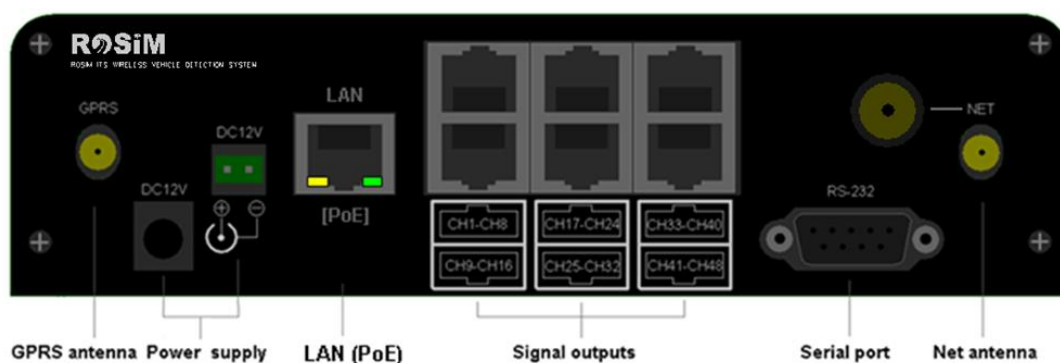 ROSiM
ROSIM ITS WIRELESS VEHICLE DETECTION SYSTEM
GPRS
DC12V
DC12V
LAN
[PoE]
CH1-CH8
CH17-CH24
CH33-CH40
CH9-CH16
CH25-CH32
CH41-CH48
NET
RS-232
GPRS antenna
Power supply
LAN (PoE)
Signal outputs
Serial port
Net antenna